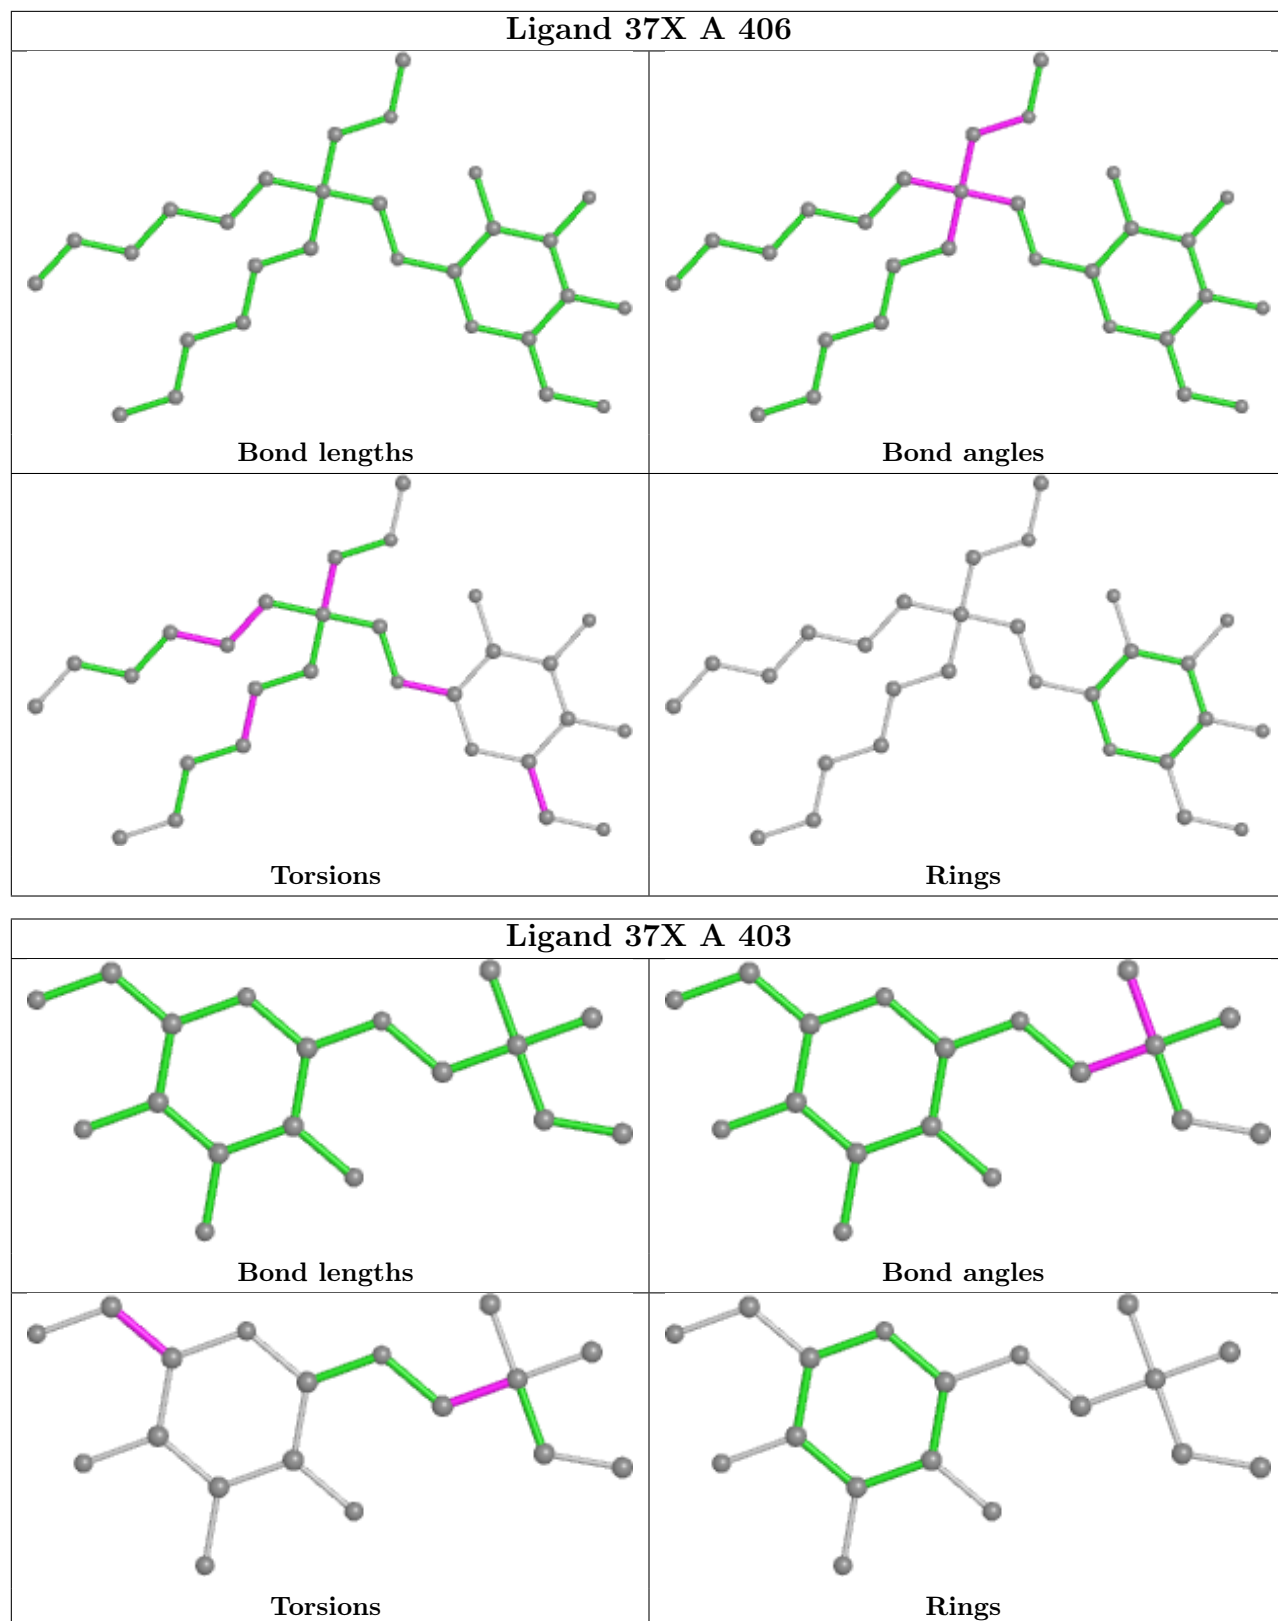 Ligand 37X A 406
Bond lengths
Bond angles
Torsions
Rings
Ligand 37X A 403
Bond lengths
Bond angles
Torsions
Rings